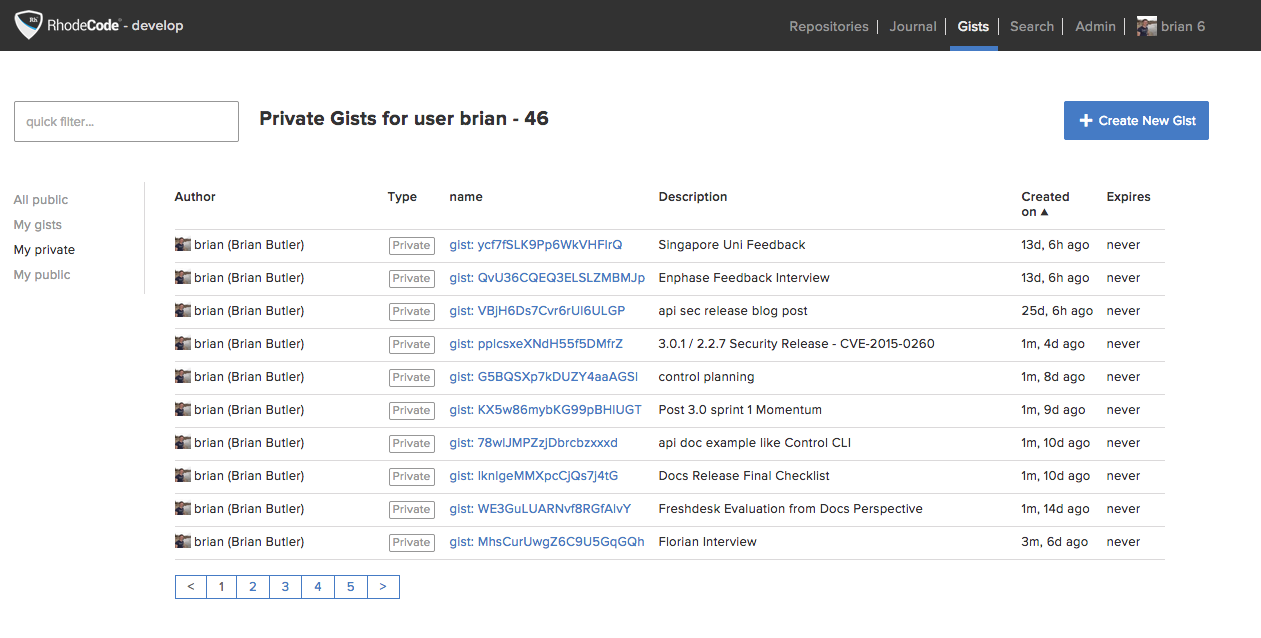 RhodeCode® - develop
Repositories Journal Gists Search Admin brian 6
quick filter...
Private Gists for user brian - 46
+ Create New Gist
All public
My gists
My private
My public
Author Type name Description Created on ▲ Expires
brian (Brian Butler) Private gist: ycf7fSLK9Pp6WkVHFlrQ Singapore Uni Feedback 13d, 6h ago never
brian (Brian Butler) Private gist: QvU36CQEQ3ELSLZMBMJp Enphase Feedback Interview 13d, 6h ago never
brian (Brian Butler) Private gist: VBjH6Ds7Cvr6rUl6ULGP api sec release blog post 25d, 6h ago never
brian (Brian Butler) Private gist: pplcsxeXNdH55f5DMfrZ 3.0.1 / 2.2.7 Security Release - CVE-2015-0260 1m, 4d ago never
brian (Brian Butler) Private gist: G5BQSXp7kDUZY4aaAGSl control planning 1m, 8d ago never
brian (Brian Butler) Private gist: KX5w86mybKG99pBHlUGT Post 3.0 sprint 1 Momentum 1m, 9d ago never
brian (Brian Butler) Private gist: 78wlJMPZzjDbrcbzxxxd api doc example like Control CLI 1m, 10d ago never
brian (Brian Butler) Private gist: lknlgeMMXpcCjQs7j4tG Docs Release Final Checklist 1m, 10d ago never
brian (Brian Butler) Private gist: WE3GuLUARNvf8RGfAlvY Freshdesk Evaluation from Docs Perspective 1m, 14d ago never
brian (Brian Butler) Private gist: MhsCurUwgZ6C9U5GqGQh Florian Interview 3m, 6d ago never
< 1 2 3 4 5 >